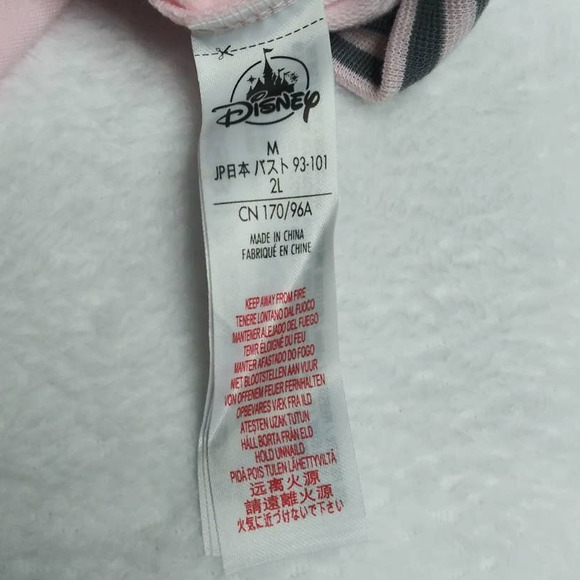 DISNEY
M
JP日本 バスト 93-101
2L
CN 170/96A
MADE IN CHINA
FABRIQUÉ EN CHINE
KEEP AWAY FROM FIRE
TENERE LONTANO DAL FUOCO
MANTENER ALEJADO DEL FUEGO
TENIR ÉLOIGNÉ DU FEU
MANTER AFASTADO DO FOGO
NIET BLOOTSTELLEN AAN VUUR
VON OFFENEM FEUER FERNHALTEN
OPBEVARES VÆK FRA ILD
ATEŞTEN UZAK TUTUN
HÅLL BORTA FRÅN ELD
HOLD UNNAILD
PIDÄ POIS TULEN LÄHETTYVILTÄ
远离火源
請遠離火源
火気に近づけないで下さい